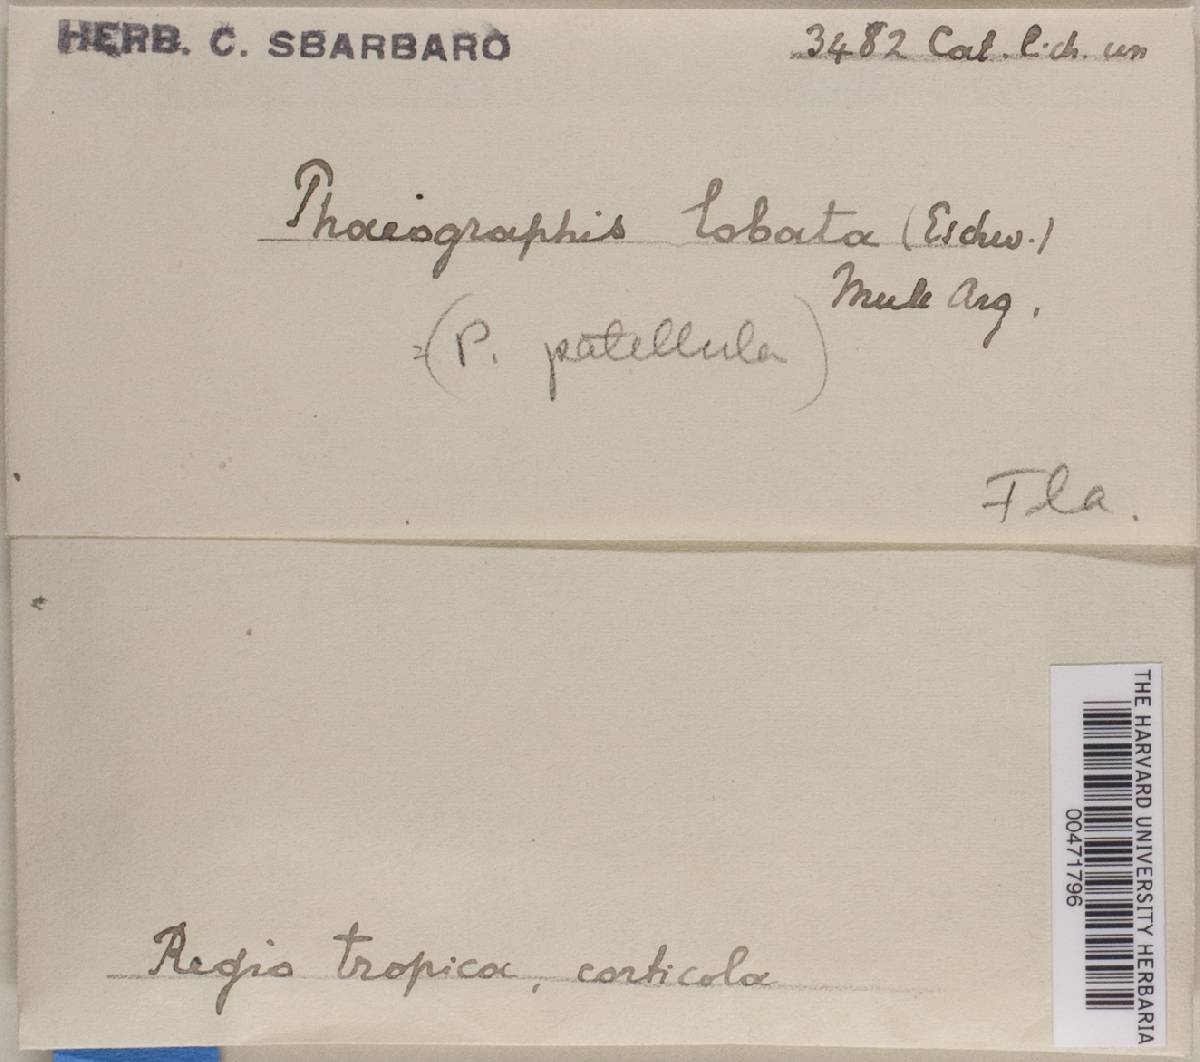 HERB. C. SBARBARO
3482 Cat. lich. un
Phaeographis lobata (Eschw.)
Müll Arg.
=(P. patellula)
Fla.
Regio tropica, corticola
THE HARVARD UNIVERSITY HERBARIA
00471796